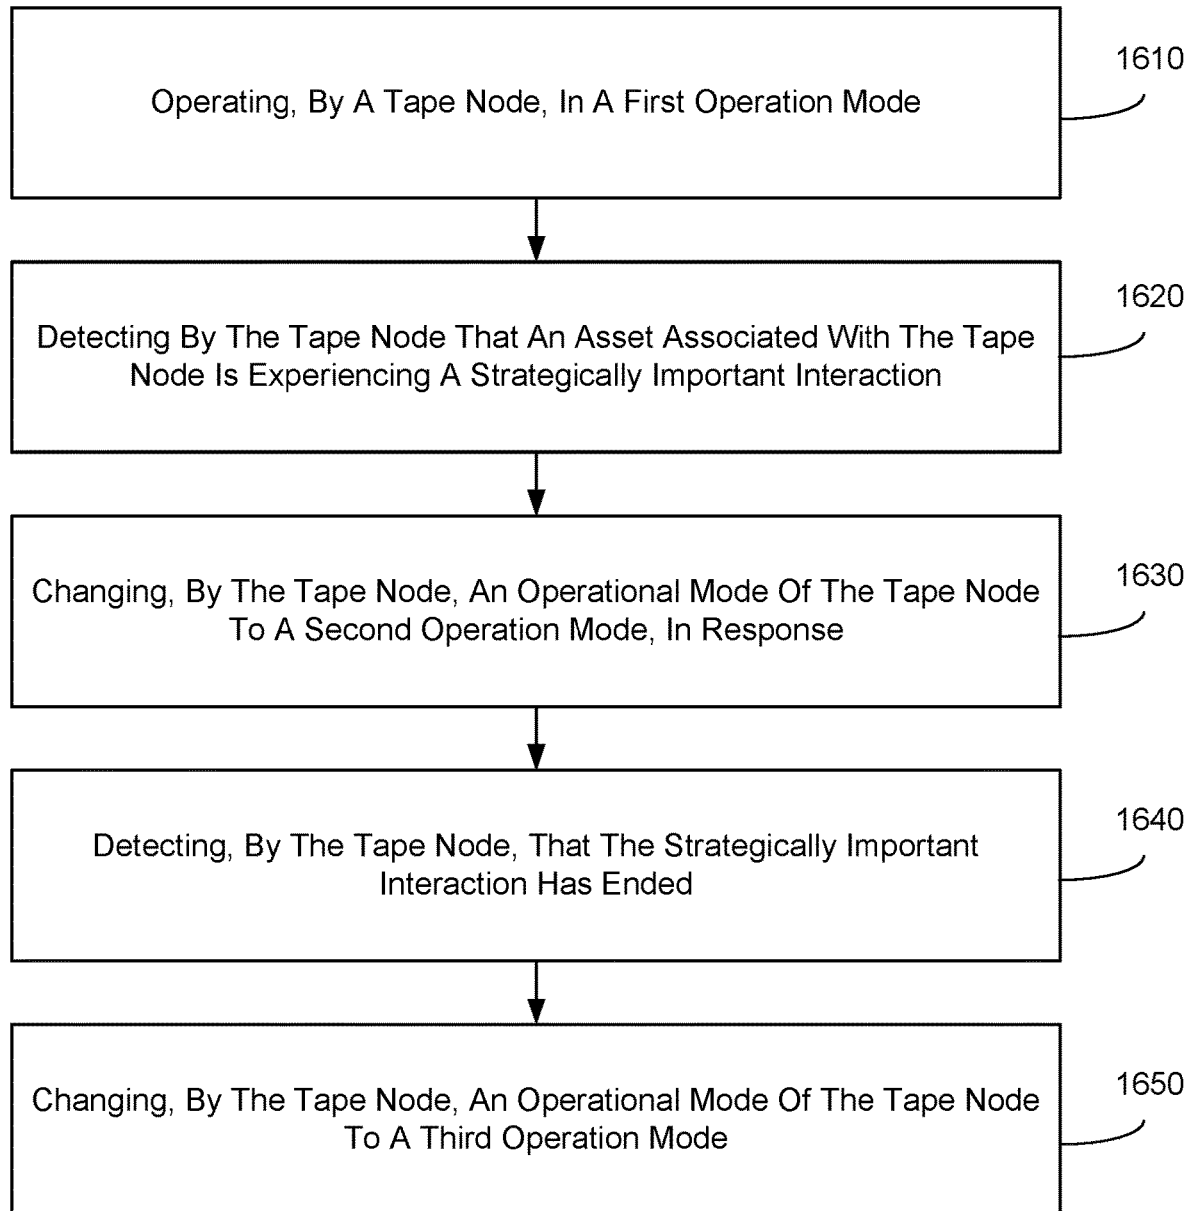 Operating, By A Tape Node, In A First Operation Mode
1610
Detecting By The Tape Node That An Asset Associated With The Tape
Node Is Experiencing A Strategically Important Interaction
1620
Changing, By The Tape Node, An Operational Mode Of The Tape Node
To A Second Operation Mode, In Response
1630
Detecting, By The Tape Node, That The Strategically Important
Interaction Has Ended
1640
Changing, By The Tape Node, An Operational Mode Of The Tape Node
To A Third Operation Mode
1650